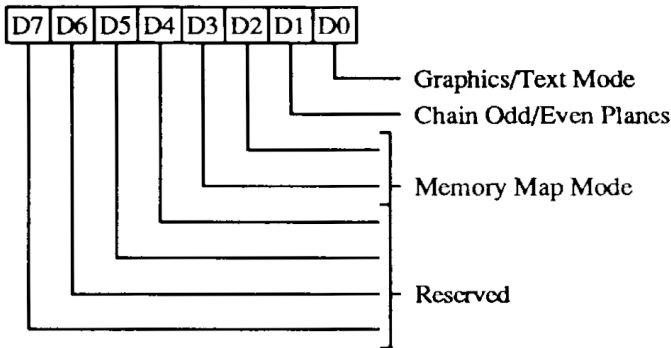 D7 D6 D5 D4 D3 D2 D1 D0
Graphics/Text Mode
Chain Odd/Even Planes
Memory Map Mode
Reserved